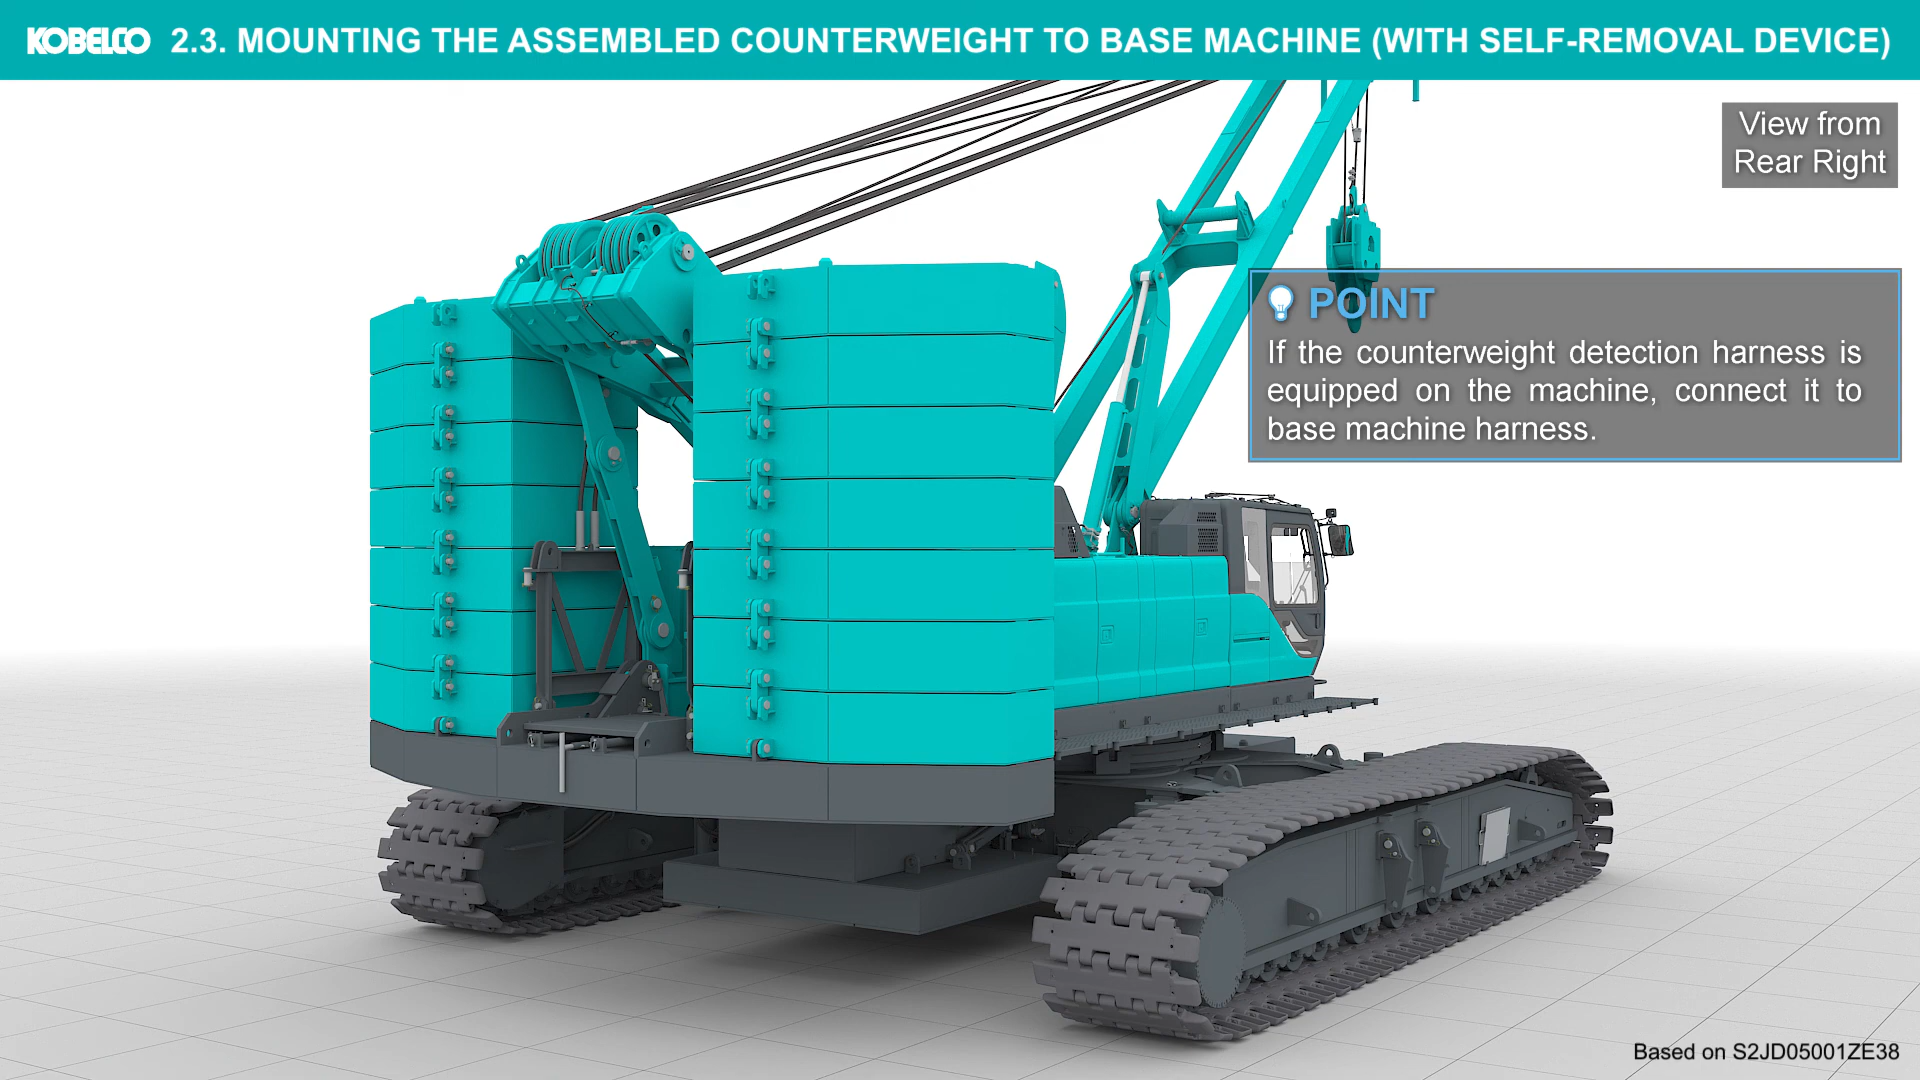 KOBELCO 2.3. MOUNTING THE ASSEMBLED COUNTERWEIGHT TO BASE MACHINE (WITH SELF-REMOVAL DEVICE)
View from
Rear Right
POINT
If the counterweight detection harness is
equipped on the machine, connect it to
base machine harness.
Based on S2JD05001ZE38